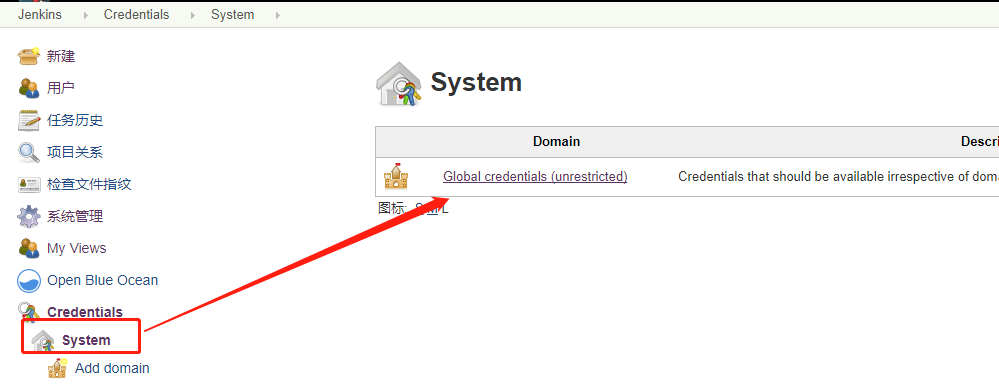 Jenkins Credentials System
新建
用户
任务历史
项目关系
检查文件指纹
系统管理
My Views
Open Blue Ocean
Credentials
System
Add domain
System
Domain Descri
Global credentials (unrestricted) Credentials that should be available irrespective of doma
图标: S M L